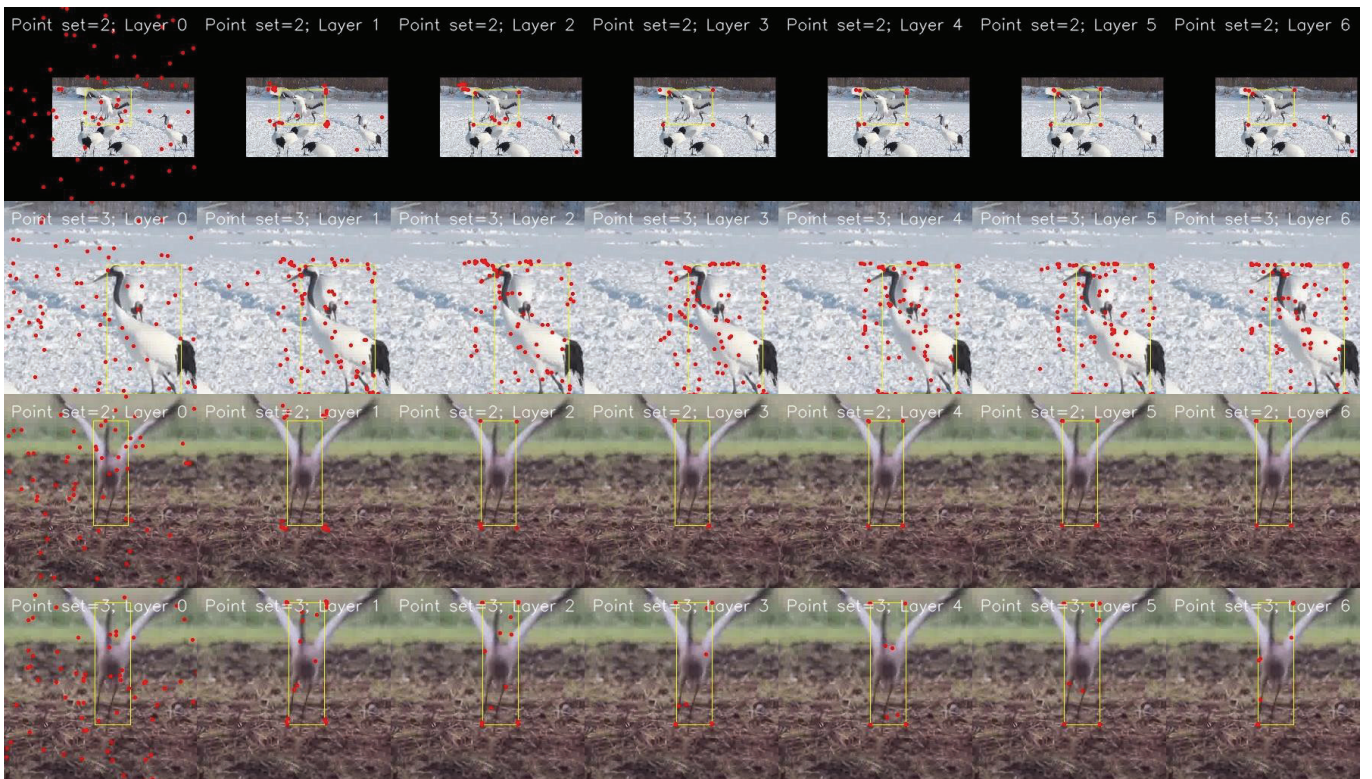 Point set=2; Layer 0 Point set=2; Layer 1 Point set=2; Layer 2 Point set=2; Layer 3 Point set=2; Layer 4 Point set=2; Layer 5 Point set=2; Layer 6
Point set=3; Layer 0 Point set=3; Layer 1 Point set=3; Layer 2 Point set=3; Layer 3 Point set=3; Layer 4 Point set=3; Layer 5 Point set=3; Layer 6
Point set=2; Layer 0 Point set=2; Layer 1 Point set=2; Layer 2 Point set=2; Layer 3 Point set=2; Layer 4 Point set=2; Layer 5 Point set=2; Layer 6
Point set=3; Layer 0 Point set=3; Layer 1 Point set=3; Layer 2 Point set=3; Layer 3 Point set=3; Layer 4 Point set=3; Layer 5 Point set=3; Layer 6